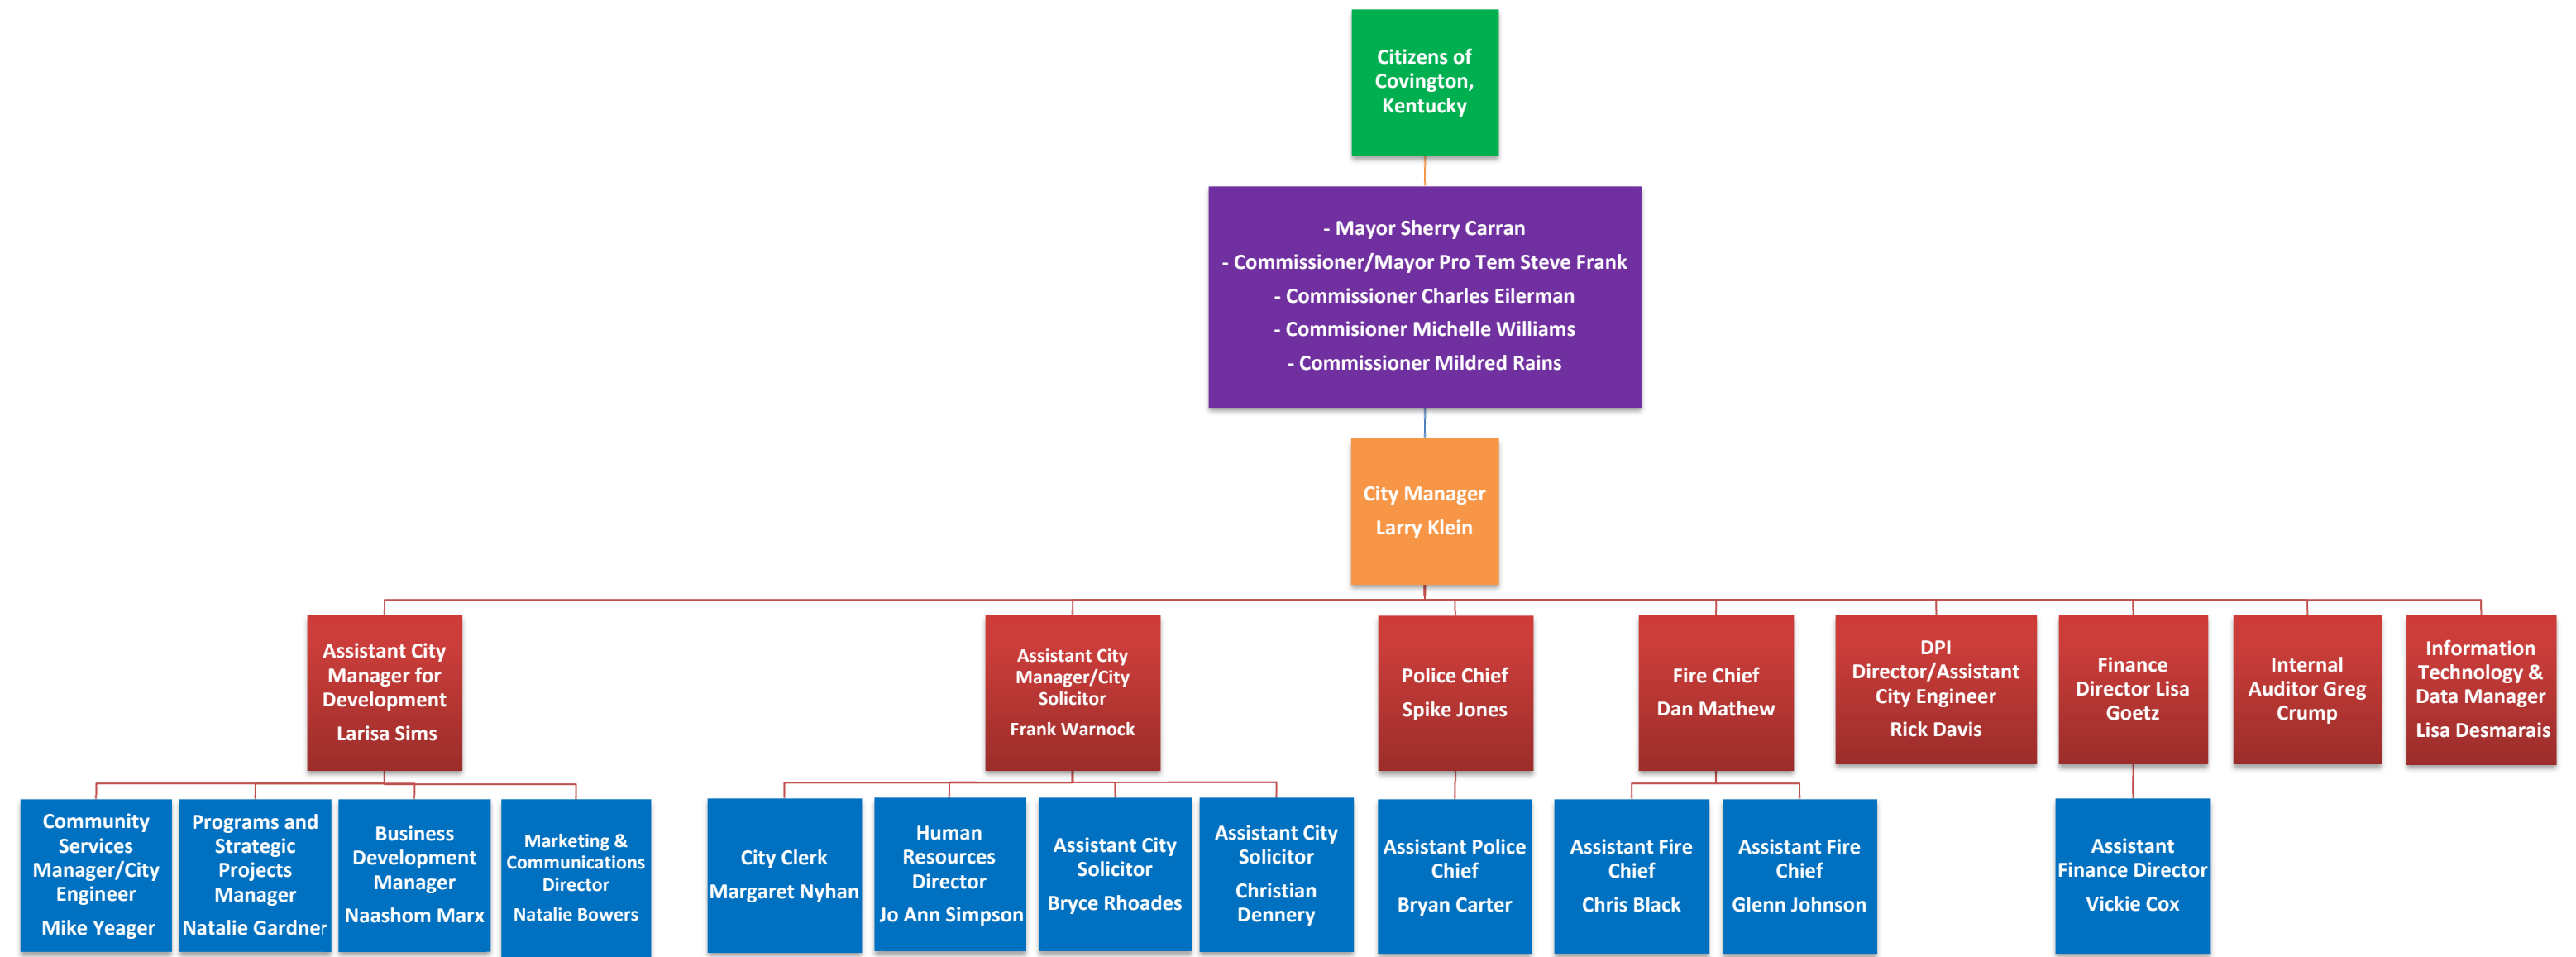 Citizens of
Covington,
Kentucky
- Mayor Sherry Carran
- Commissioner/Mayor Pro Tem Steve Frank
- Commissioner Charles Eilerman
- Commisioner Michelle Williams
- Commissioner Mildred Rains
City Manager
Larry Klein
Assistant City
Manager for
Development
Larisa Sims
Assistant City
Manager/City
Solicitor
Frank Warnock
Police Chief
Spike Jones
Fire Chief
Dan Mathew
DPI
Director/Assistant
City Engineer
Rick Davis
Finance
Director Lisa
Goetz
Internal
Auditor Greg
Crump
Information
Technology &
Data Manager
Lisa Desmarais
Community
Services
Manager/City
Engineer
Mike Yeager
Programs and
Strategic
Projects
Manager
Natalie Gardner
Business
Development
Manager
Naashom Marx
Marketing &
Communications
Director
Natalie Bowers
City Clerk
Margaret Nyhan
Human
Resources
Director
Jo Ann Simpson
Assistant City
Solicitor
Bryce Rhoades
Assistant City
Solicitor
Christian
Dennery
Assistant Police
Chief
Bryan Carter
Assistant Fire
Chief
Chris Black
Assistant Fire
Chief
Glenn Johnson
Assistant
Finance Director
Vickie Cox